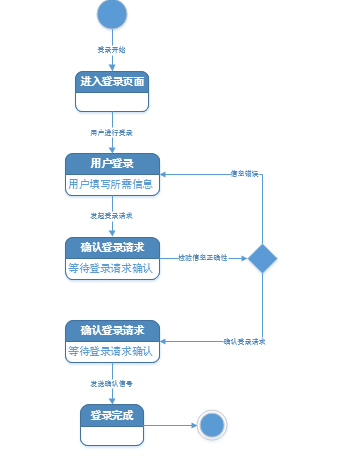 登录开始
进入登录页面
用户进行登录
用户登录
用户填写所需信息
信息错误
发起登录请求
确认登录请求
等待登录请求确认
检验信息正确性
确认登录请求
确认登录请求
等待登录请求确认
发送确认信号
登录完成